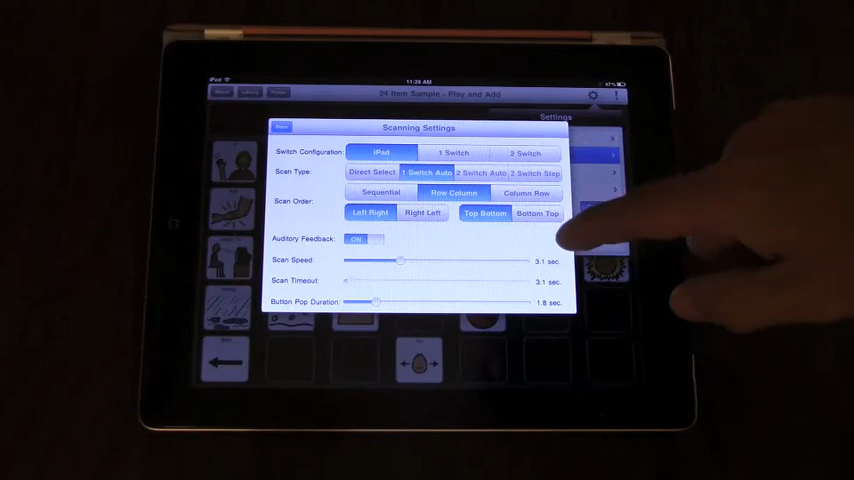 iPad 11:28 AM 47%
24 Item Sample - Play and Add
Settings
Scanning Settings
Switch Configuration: iPad 1 Switch 2 Switch
Scan Type: Direct Select 1 Switch Auto 2 Switch Auto 2 Switch Step
Scan Order: Sequential Row Column Column Row
Left Right Right Left Top Bottom Bottom Top
Auditory Feedback: ON
Scan Speed: 3.1 sec.
Scan Timeout: 3.1 sec.
Button Pop Duration: 1.8 sec.